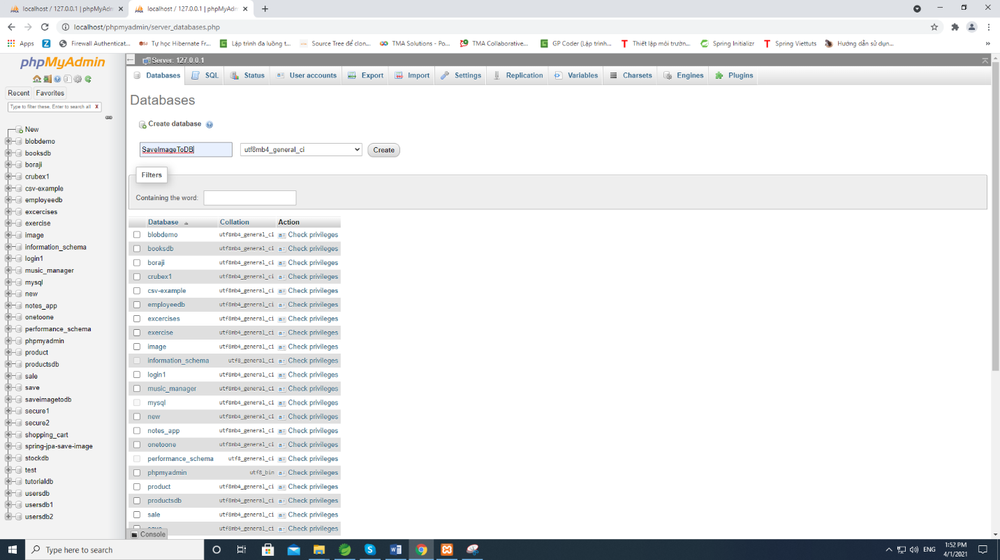 localhost / 127.0.0.1 | phpMyAdm
localhost / 127.0.0.1 | phpMyAdm
localhost/phpmyadmin/server_databases.php
Apps
Firewall Authenticat...
Tự học Hibernate Fr...
Lập trình đa luồng t...
Source Tree để clon...
TMA Solutions - Po...
TMA Collaborative...
GP Coder (Lập trình...
Thiết lập môi trườn...
Spring Initializr
Spring Viettuts
Hướng dẫn sử dụn...
phpMyAdmin
Recent Favorites
Type to filter these, Enter to search all X
New
blobdemo
booksdb
boraji
crubex1
csv-example
employeedb
excercises
exercise
image
information_schema
login1
music_manager
mysql
new
notes_app
onetoone
performance_schema
phpmyadmin
product
productsdb
sale
save
saveimagetodb
secure1
secure2
shopping_cart
spring-jpa-save-image
stockdb
test
tutorialdb
usersdb
usersdb1
usersdb2
Server: 127.0.0.1
Databases SQL Status User accounts Export Import Settings Replication Variables Charsets Engines Plugins
Databases
Create database
SaveImageToDB utf8mb4_general_ci Create
Filters
Containing the word:
Database Collation Action
blobdemo utf8mb4_general_ci Check privileges
booksdb utf8mb4_general_ci Check privileges
boraji utf8mb4_general_ci Check privileges
crubex1 utf8mb4_general_ci Check privileges
csv-example utf8mb4_general_ci Check privileges
employeedb utf8mb4_general_ci Check privileges
excercises utf8mb4_general_ci Check privileges
exercise utf8mb4_general_ci Check privileges
image utf8mb4_general_ci Check privileges
information_schema utf8_general_ci Check privileges
login1 utf8mb4_general_ci Check privileges
music_manager utf8mb4_general_ci Check privileges
mysql utf8mb4_general_ci Check privileges
new utf8mb4_general_ci Check privileges
notes_app utf8mb4_general_ci Check privileges
onetoone utf8mb4_general_ci Check privileges
performance_schema utf8_general_ci Check privileges
phpmyadmin utf8_bin Check privileges
product utf8mb4_general_ci Check privileges
productsdb utf8mb4_general_ci Check privileges
sale utf8mb4_general_ci Check privileges
save utf8mb4_general_ci Check privileges
Console
Type here to search
ENG
1:52 PM
4/1/2021